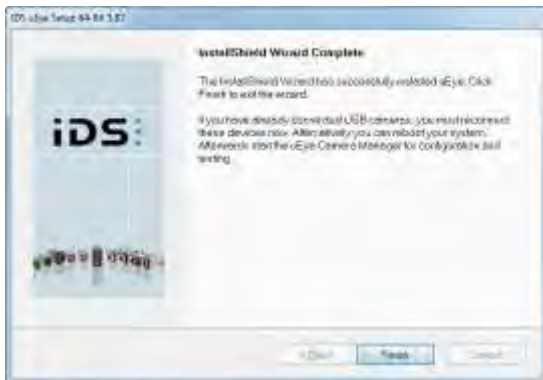 IDS uEye Setup 64-Bit 3.82
InstallShield Wizard Complete
The InstallShield Wizard has successfully installed uEye. Click
Finish to exit the wizard.
If you have already connected USB cameras, you must reconnect
these devices now. Alternatively you can reboot your system.
Afterwards start the uEye Camera Manager for configuration and
testing.
iDS:
< Back
Finish
Cancel